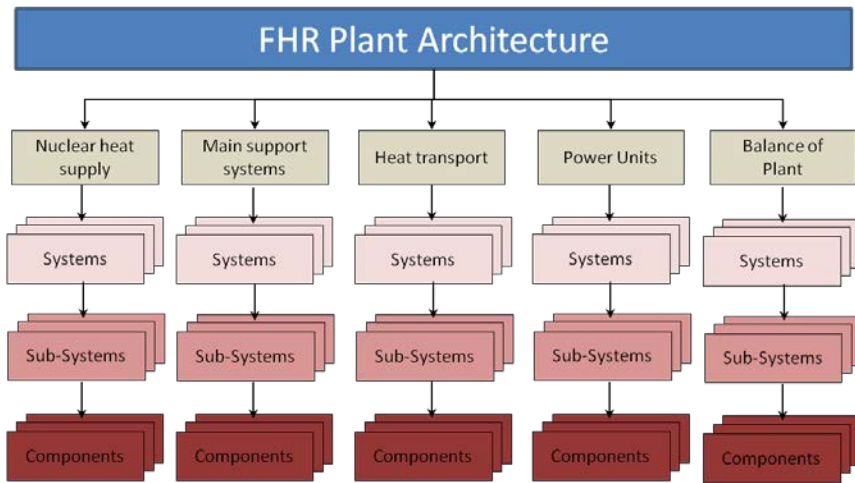 FHR Plant Architecture
Nuclear heat
supply
Main support
systems
Heat transport
Power Units
Balance of
Plant
Systems
Systems
Systems
Systems
Systems
Sub-Systems
Sub-Systems
Sub-Systems
Sub-Systems
Sub-Systems
Components
Components
Components
Components
Components